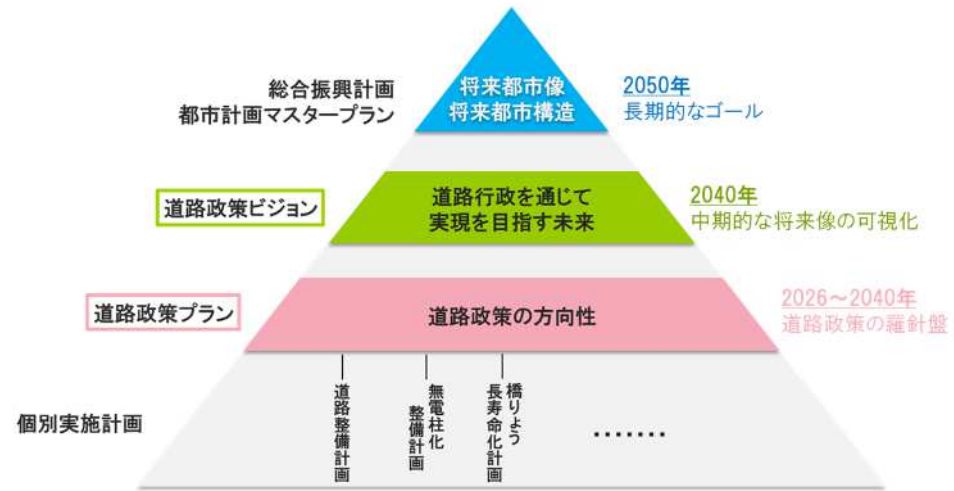 総合振興計画
都市計画マスタープラン
将来都市像
将来都市構造
2050年
長期的なゴール
道路政策ビジョン
道路行政を通じて
実現を目指す未来
2040年
中期的な将来像の可視化
道路政策プラン
道路政策の方向性
2026～2040年
道路政策の羅針盤
個別実施計画
道路整備計画
無電柱化
整備計画
橋りょう
長寿命化計画
・・・・・・・